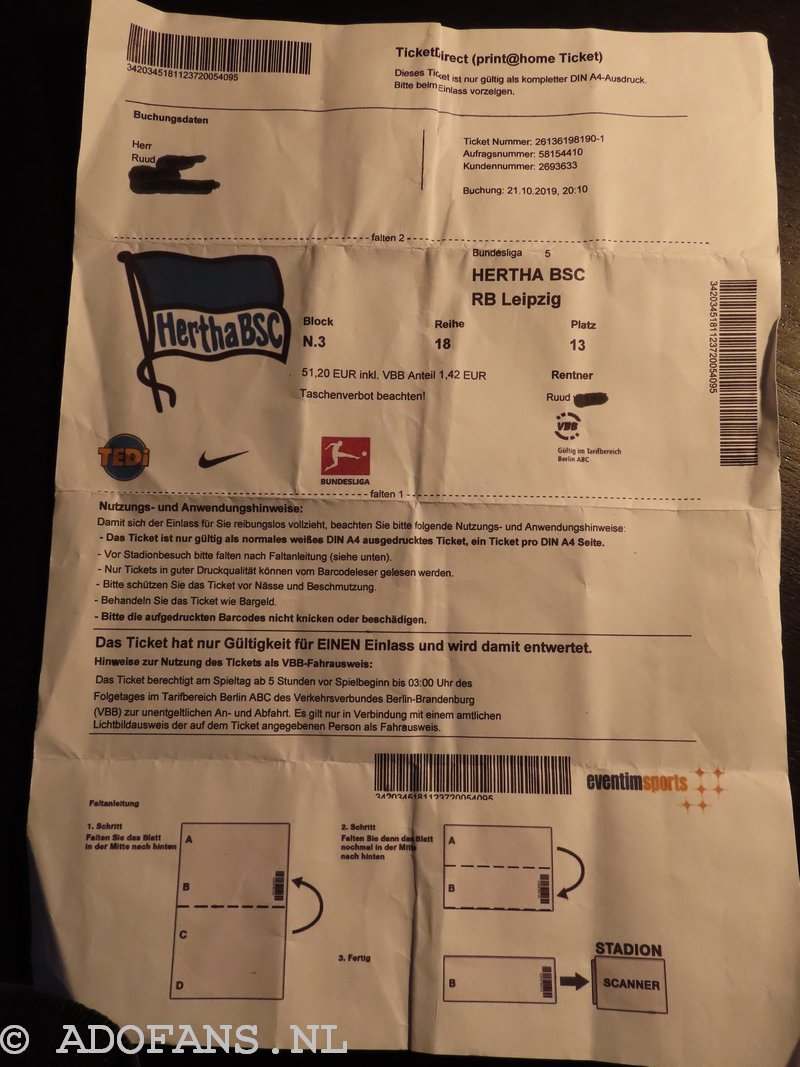 3420345181123720054095
TicketDirect (print@home Ticket)
Dieses Ticket ist nur gültig als kompletter DIN A4-Ausdruck.
Bitte beim Einlass vorzeigen.
Buchungsdaten
Herr
Ruud
Ticket Nummer: 26136198190-1
Aufragsnummer: 58154410
Kundennummer: 2693633
Buchung: 21.10.2019, 20:10
falten 2
Bundesliga 5
HERTHA BSC
RB Leipzig
Hertha BSC
Block Reihe Platz
N.3 18 13
51,20 EUR inkl. VBB Anteil 1,42 EUR Rentner
Taschenverbot beachten! Ruud
VBB
Gültig im Tarifbereich
Berlin ABC
3420345181123720054095
TEDi
BUNDESLIGA
falten 1
Nutzungs- und Anwendungshinweise:
Damit sich der Einlass für Sie reibungslos vollzieht, beachten Sie bitte folgende Nutzungs- und Anwendungshinweise:
- Das Ticket ist nur gültig als normales weißes DIN A4 ausgedrucktes Ticket, ein Ticket pro DIN A4 Seite.
- Vor Stadionbesuch bitte falten nach Faltanleitung (siehe unten).
- Nur Tickets in guter Druckqualität können vom Barcodeleser gelesen werden.
- Bitte schützen Sie das Ticket vor Nässe und Beschmutzung.
- Behandeln Sie das Ticket wie Bargeld.
- Bitte die aufgedruckten Barcodes nicht knicken oder beschädigen.
Das Ticket hat nur Gültigkeit für EINEN Einlass und wird damit entwertet.
Hinweise zur Nutzung des Tickets als VBB-Fahrausweis:
Das Ticket berechtigt am Spieltag ab 5 Stunden vor Spielbeginn bis 03:00 Uhr des
Folgetages im Tarifbereich Berlin ABC des Verkehrsverbundes Berlin-Brandenburg
(VBB) zur unentgeltlichen An- und Abfahrt. Es gilt nur in Verbindung mit einem amtlichen
Lichtbildausweis der auf dem Ticket angegebenen Person als Fahrausweis.
3420345181123720054095
eventimsports
Faltanleitung
1. Schritt
Falten Sie das Blatt
in der Mitte nach hinten
A
B
C
D
2. Schritt
Falten Sie dann das Blatt
nochmal in der Mitte
nach hinten
A
B
3. Fertig
B
STADION
SCANNER
© ADOFANS.NL